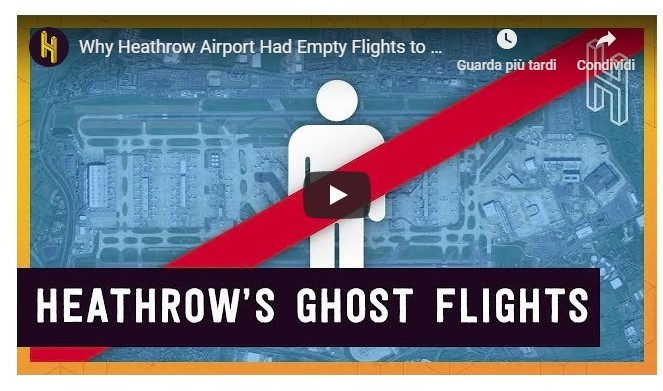 Why Heathrow Airport Had Empty Flights to ...
Guarda più tardi
Condividi
HEATHROW'S GHOST FLIGHTS